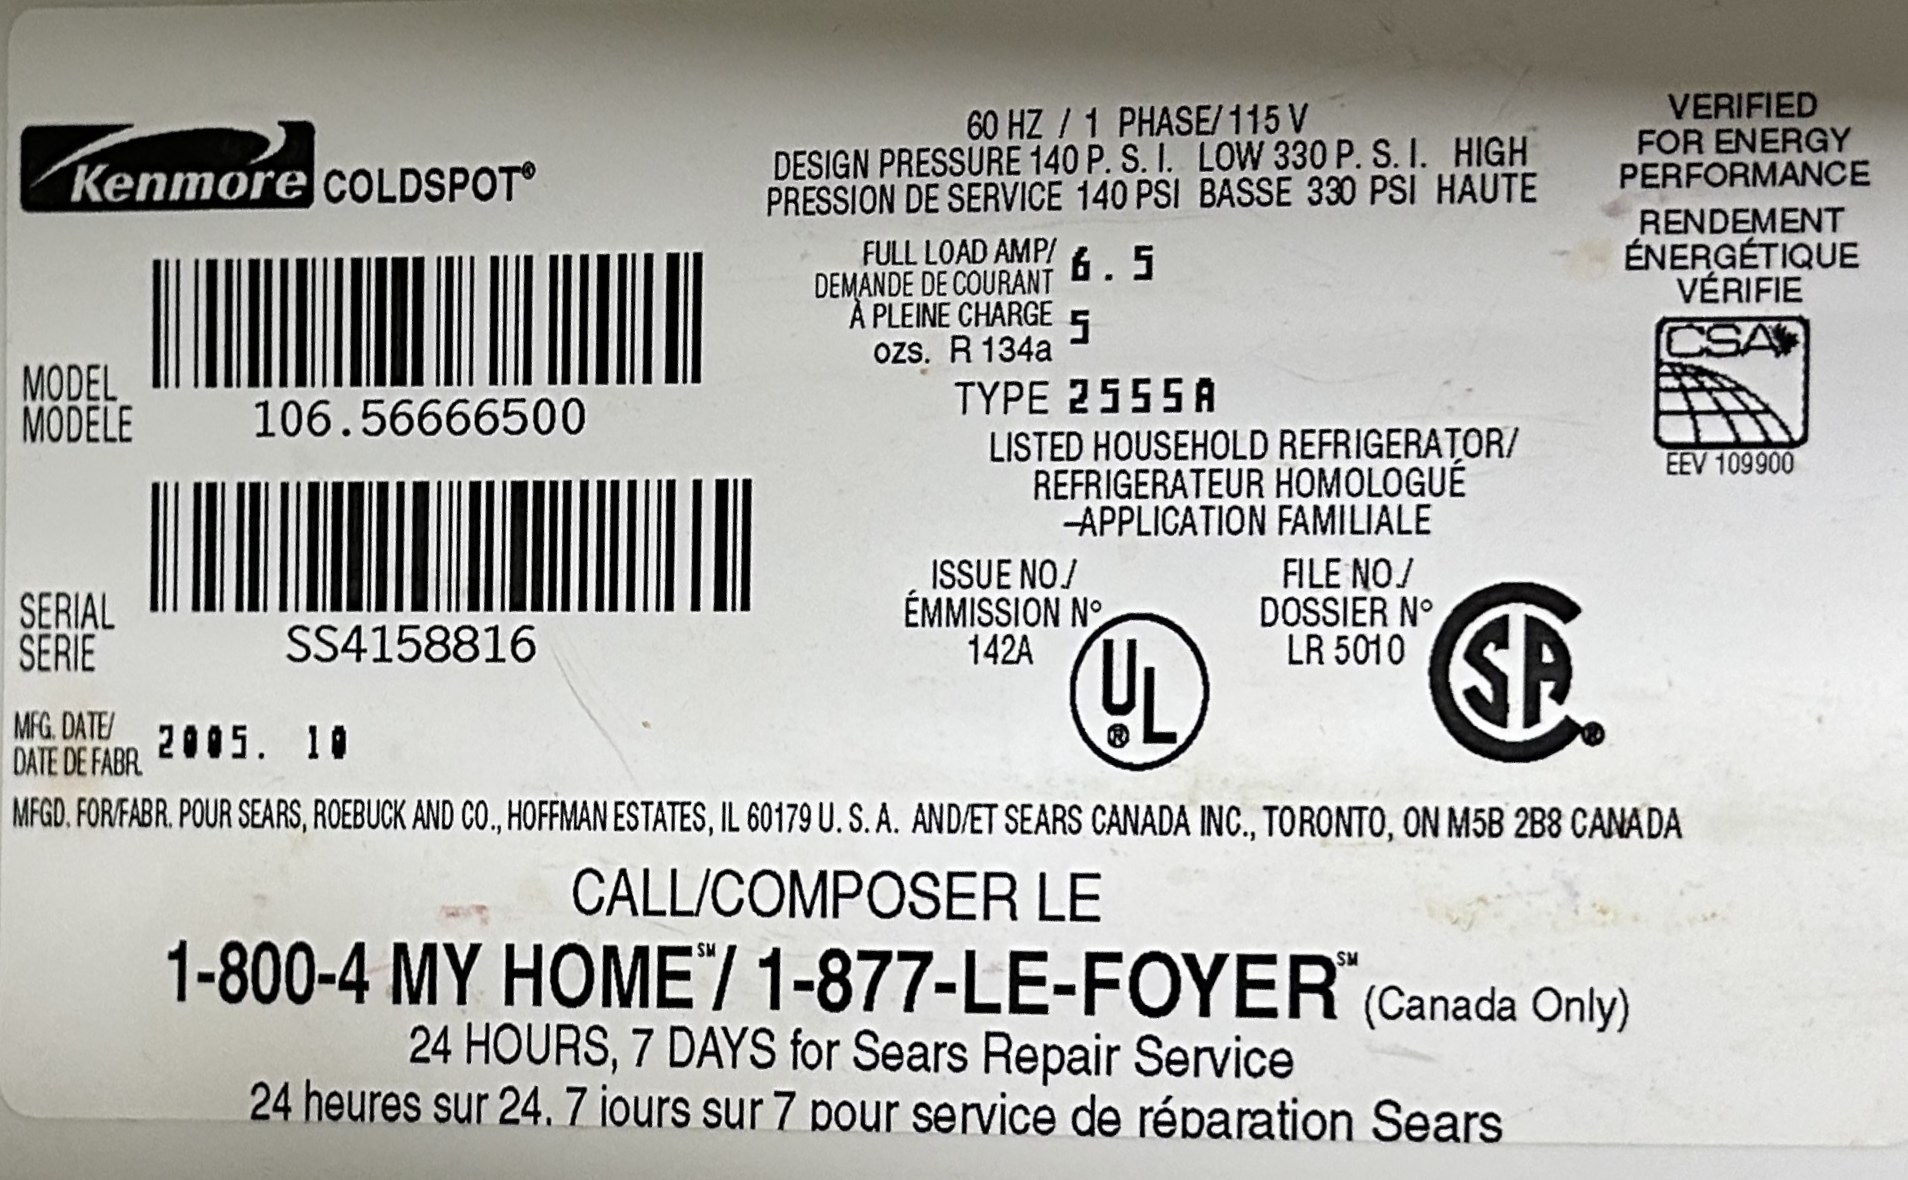 Kenmore COLDSPOT®
MODEL
MODÈLE
106.56666500
SERIAL
SERIE
SS4158816
MFG. DATE/
DATE DE FABR.
2005. 10
60 HZ / 1 PHASE/115 V
DESIGN PRESSURE 140 P. S. I. LOW 330 P. S. I. HIGH
PRESSION DE SERVICE 140 PSI BASSE 330 PSI HAUTE
FULL LOAD AMP/
DEMANDE DE COURANT
À PLEINE CHARGE
6.5
ozs. R 134a 5
TYPE 2555A
LISTED HOUSEHOLD REFRIGERATOR/
REFRIGERATEUR HOMOLOGUÉ
-APPLICATION FAMILIALE
ISSUE NO./
ÉMMISSION N°
142A
UL®
FILE NO./
DOSSIER N°
LR 5010
CSA®
VERIFIED
FOR ENERGY
PERFORMANCE
RENDEMENT
ÉNERGÉTIQUE
VÉRIFIE
CSA
EEV 109900
MFGD. FOR/FABR. POUR SEARS, ROEBUCK AND CO., HOFFMAN ESTATES, IL 60179 U. S. A. AND/ET SEARS CANADA INC., TORONTO, ON M5B 2B8 CANADA
CALL/COMPOSER LE
1-800-4 MY HOME℠/ 1-877-LE-FOYER℠ (Canada Only)
24 HOURS, 7 DAYS for Sears Repair Service
24 heures sur 24, 7 jours sur 7 pour service de réparation Sears